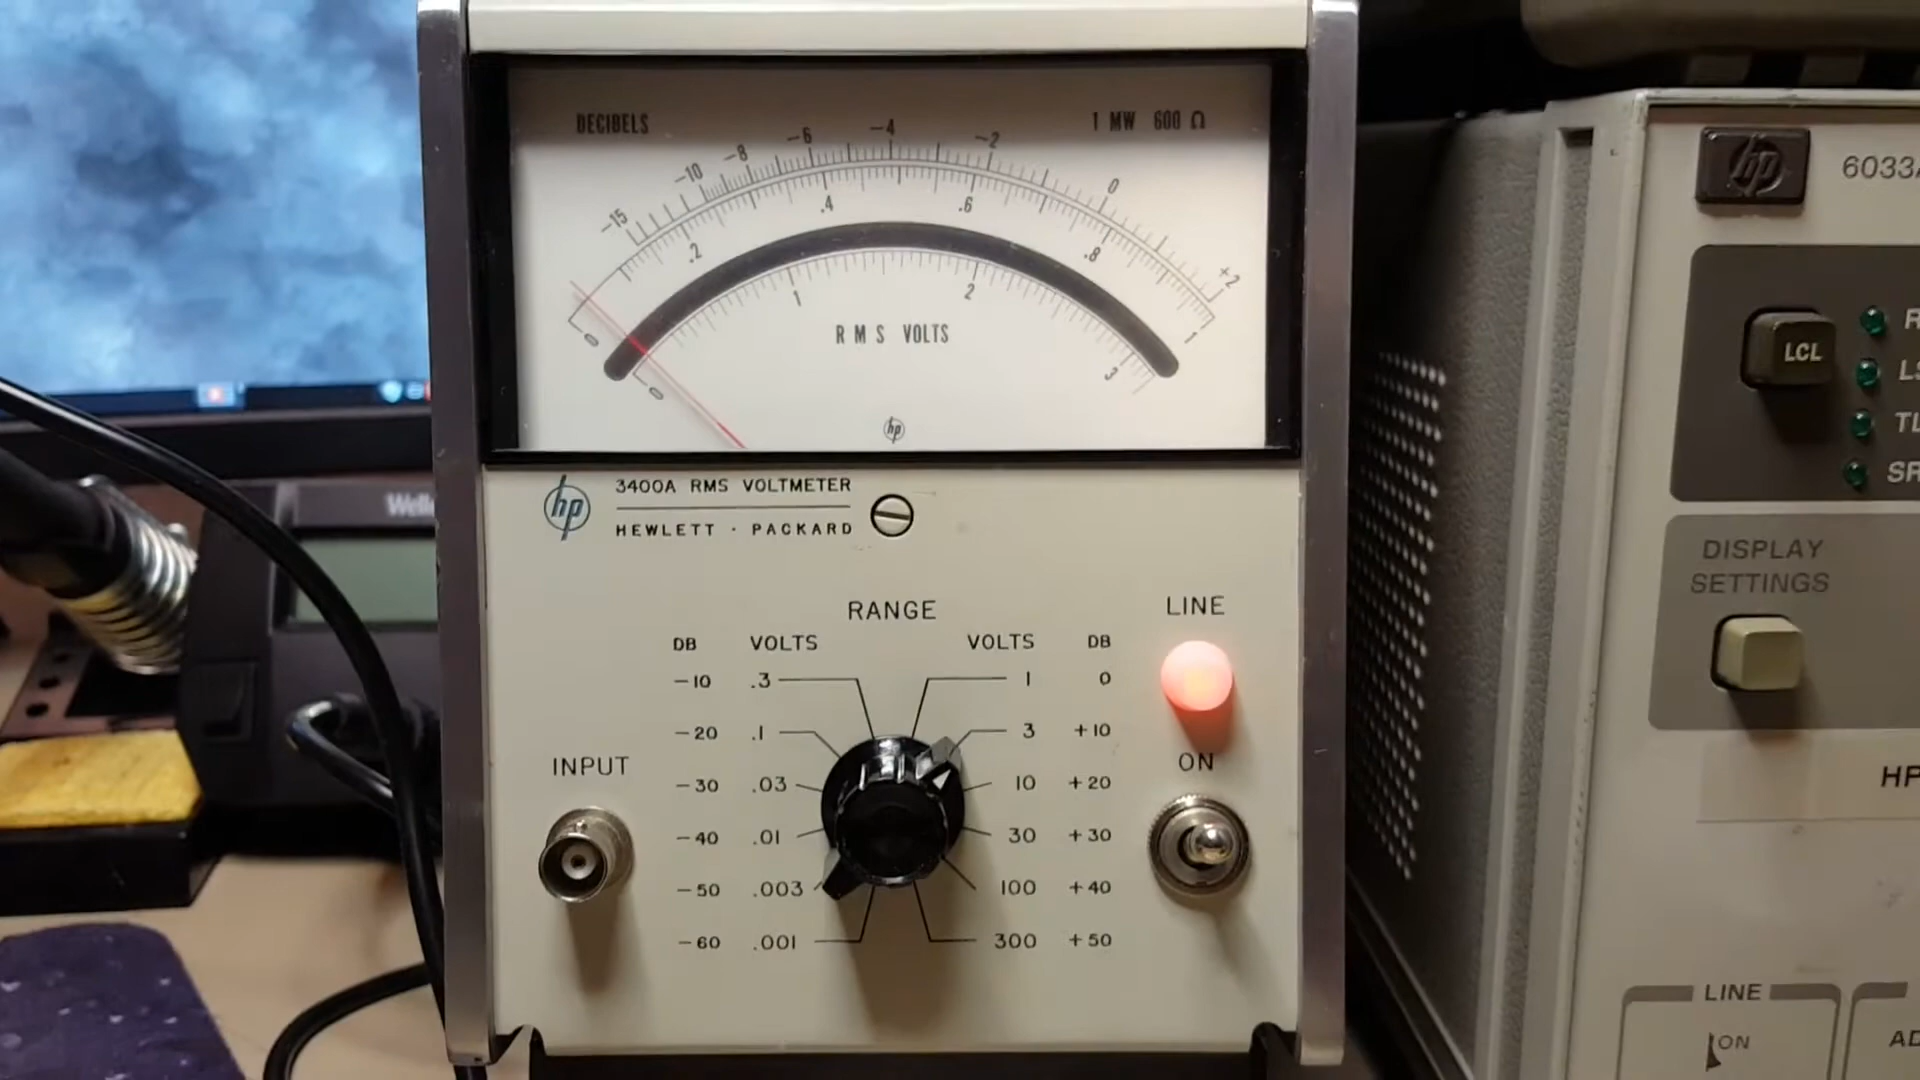 DECIBELS
1 MW 600 Ω
-15 -10 -8 -6 -4 -2 0 +2
0 .2 .4 .6 .8 1
0 1 2 3
RMS VOLTS
hp
hp
3400A RMS VOLTMETER
HEWLETT · PACKARD
RANGE
LINE
DB VOLTS VOLTS DB
-10 .3 1 0
-20 .1 3 +10
-30 .03 10 +20
-40 .01 30 +30
-50 .003 100 +40
-60 .001 300 +50
INPUT
ON
hp
6033A
LCL
DISPLAY
SETTINGS
HP
LINE
ON